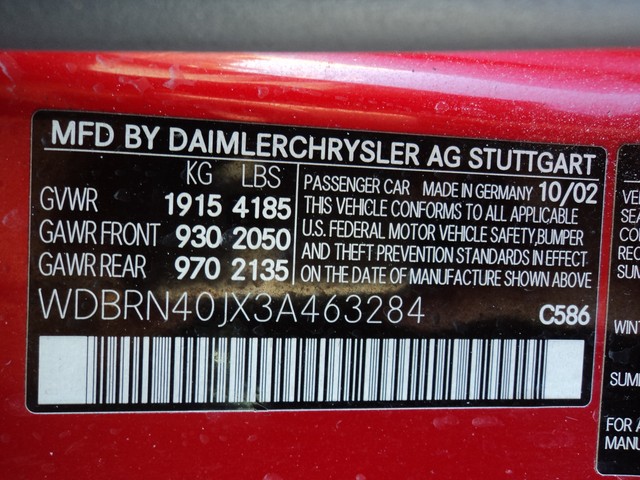 MFD BY DAIMLERCHRYSLER AG STUTTGART
KG LBS
GVWR 1915 4185
GAWR FRONT 930 2050
GAWR REAR 970 2135
PASSENGER CAR MADE IN GERMANY 10/02
THIS VEHICLE CONFORMS TO ALL APPLICABLE
U.S. FEDERAL MOTOR VEHICLE SAFETY,BUMPER
AND THEFT PREVENTION STANDARDS IN EFFECT
ON THE DATE OF MANUFACTURE SHOWN ABOVE
WDBRN40JX3A463284
C586
FOR
MANU